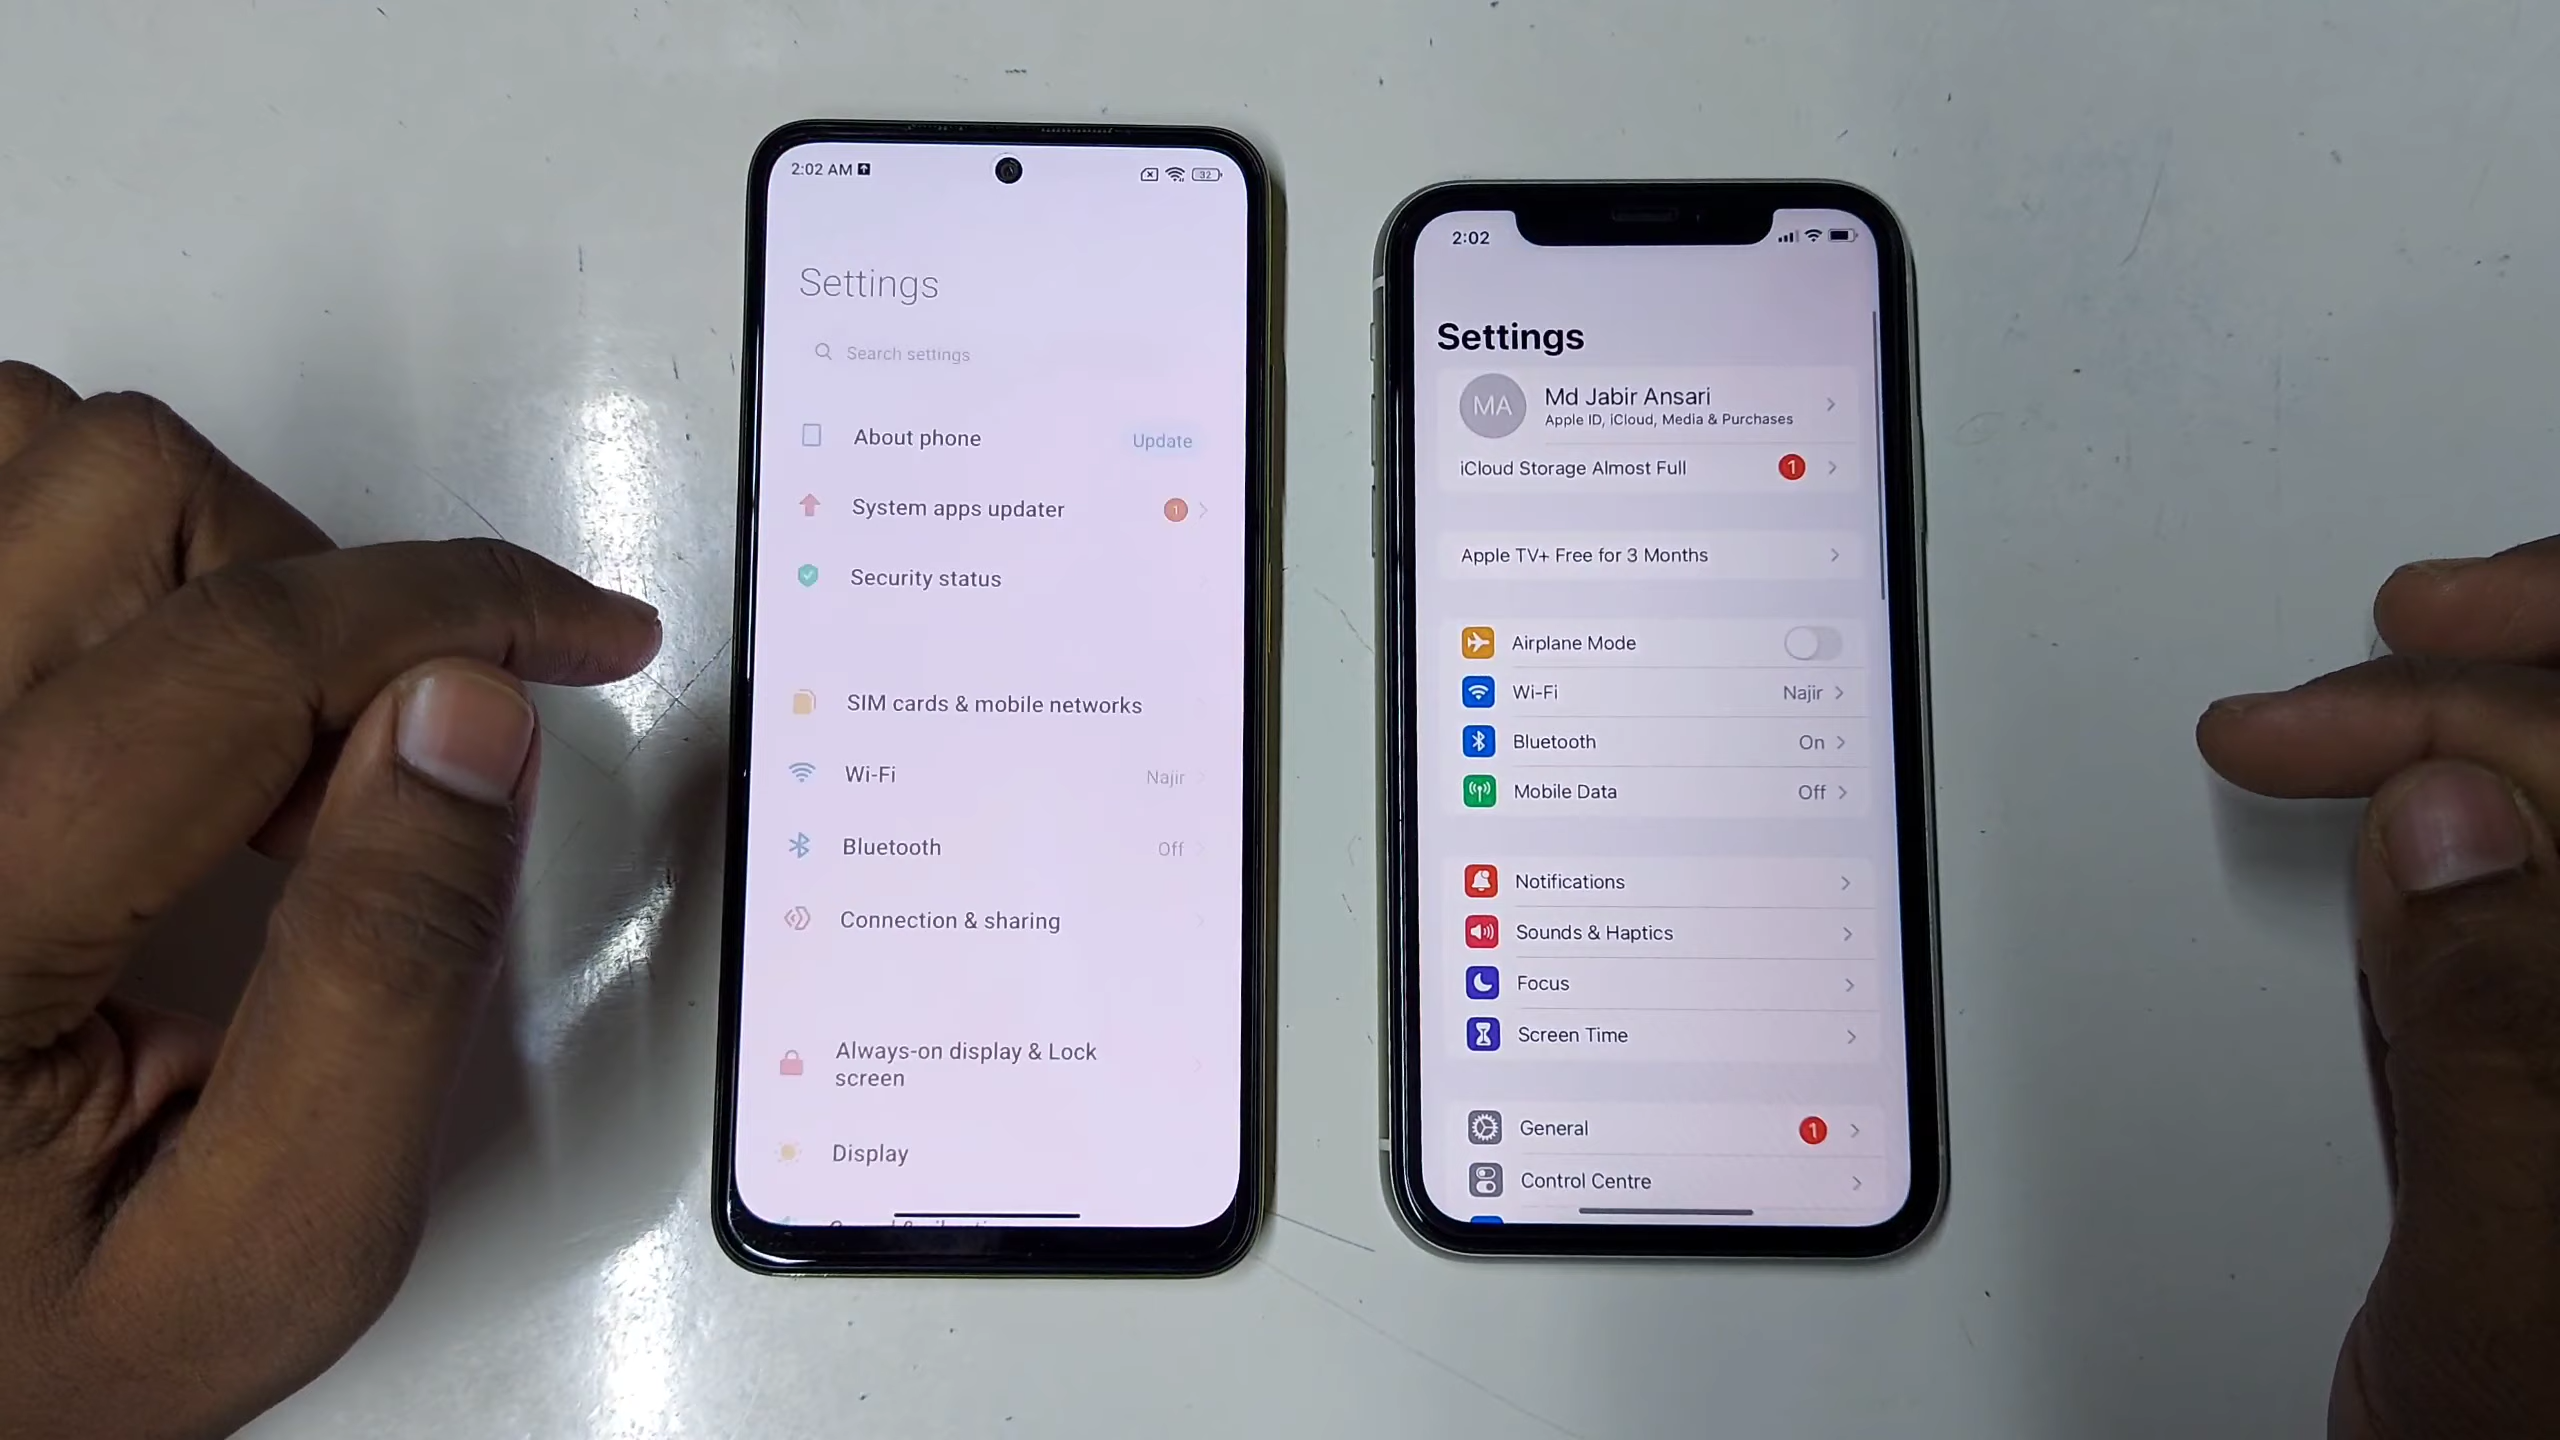 2:02 AM
32
Settings
Search settings
About phone
Update
System apps updater
1
Security status
SIM cards & mobile networks
Wi-Fi
Najir
Bluetooth
Off
Connection & sharing
Always-on display & Lock
screen
Display
2:02
Settings
MA
Md Jabir Ansari
Apple ID, iCloud, Media & Purchases
iCloud Storage Almost Full
1
Apple TV+ Free for 3 Months
Airplane Mode
Wi-Fi
Najir
Bluetooth
On
Mobile Data
Off
Notifications
Sounds & Haptics
Focus
Screen Time
General
1
Control Centre